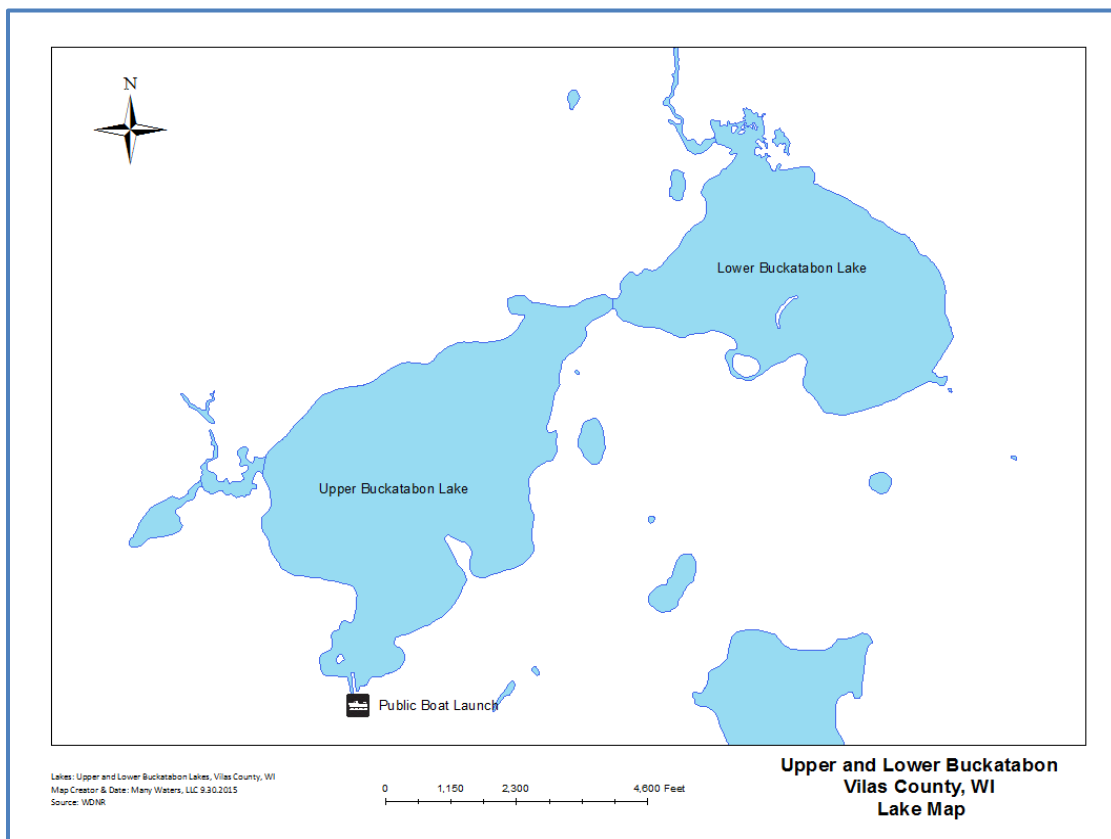 N
Lower Buckatabon Lake
Upper Buckatabon Lake
Public Boat Launch
Lakes: Upper and Lower Buckatabon Lakes, Vilas County, WI
Map Creator & Date: Many Waters, LLC 9.30.2015
Source: WDNR
0 1,150 2,300 4,600 Feet
Upper and Lower Buckatabon
Vilas County, WI
Lake Map